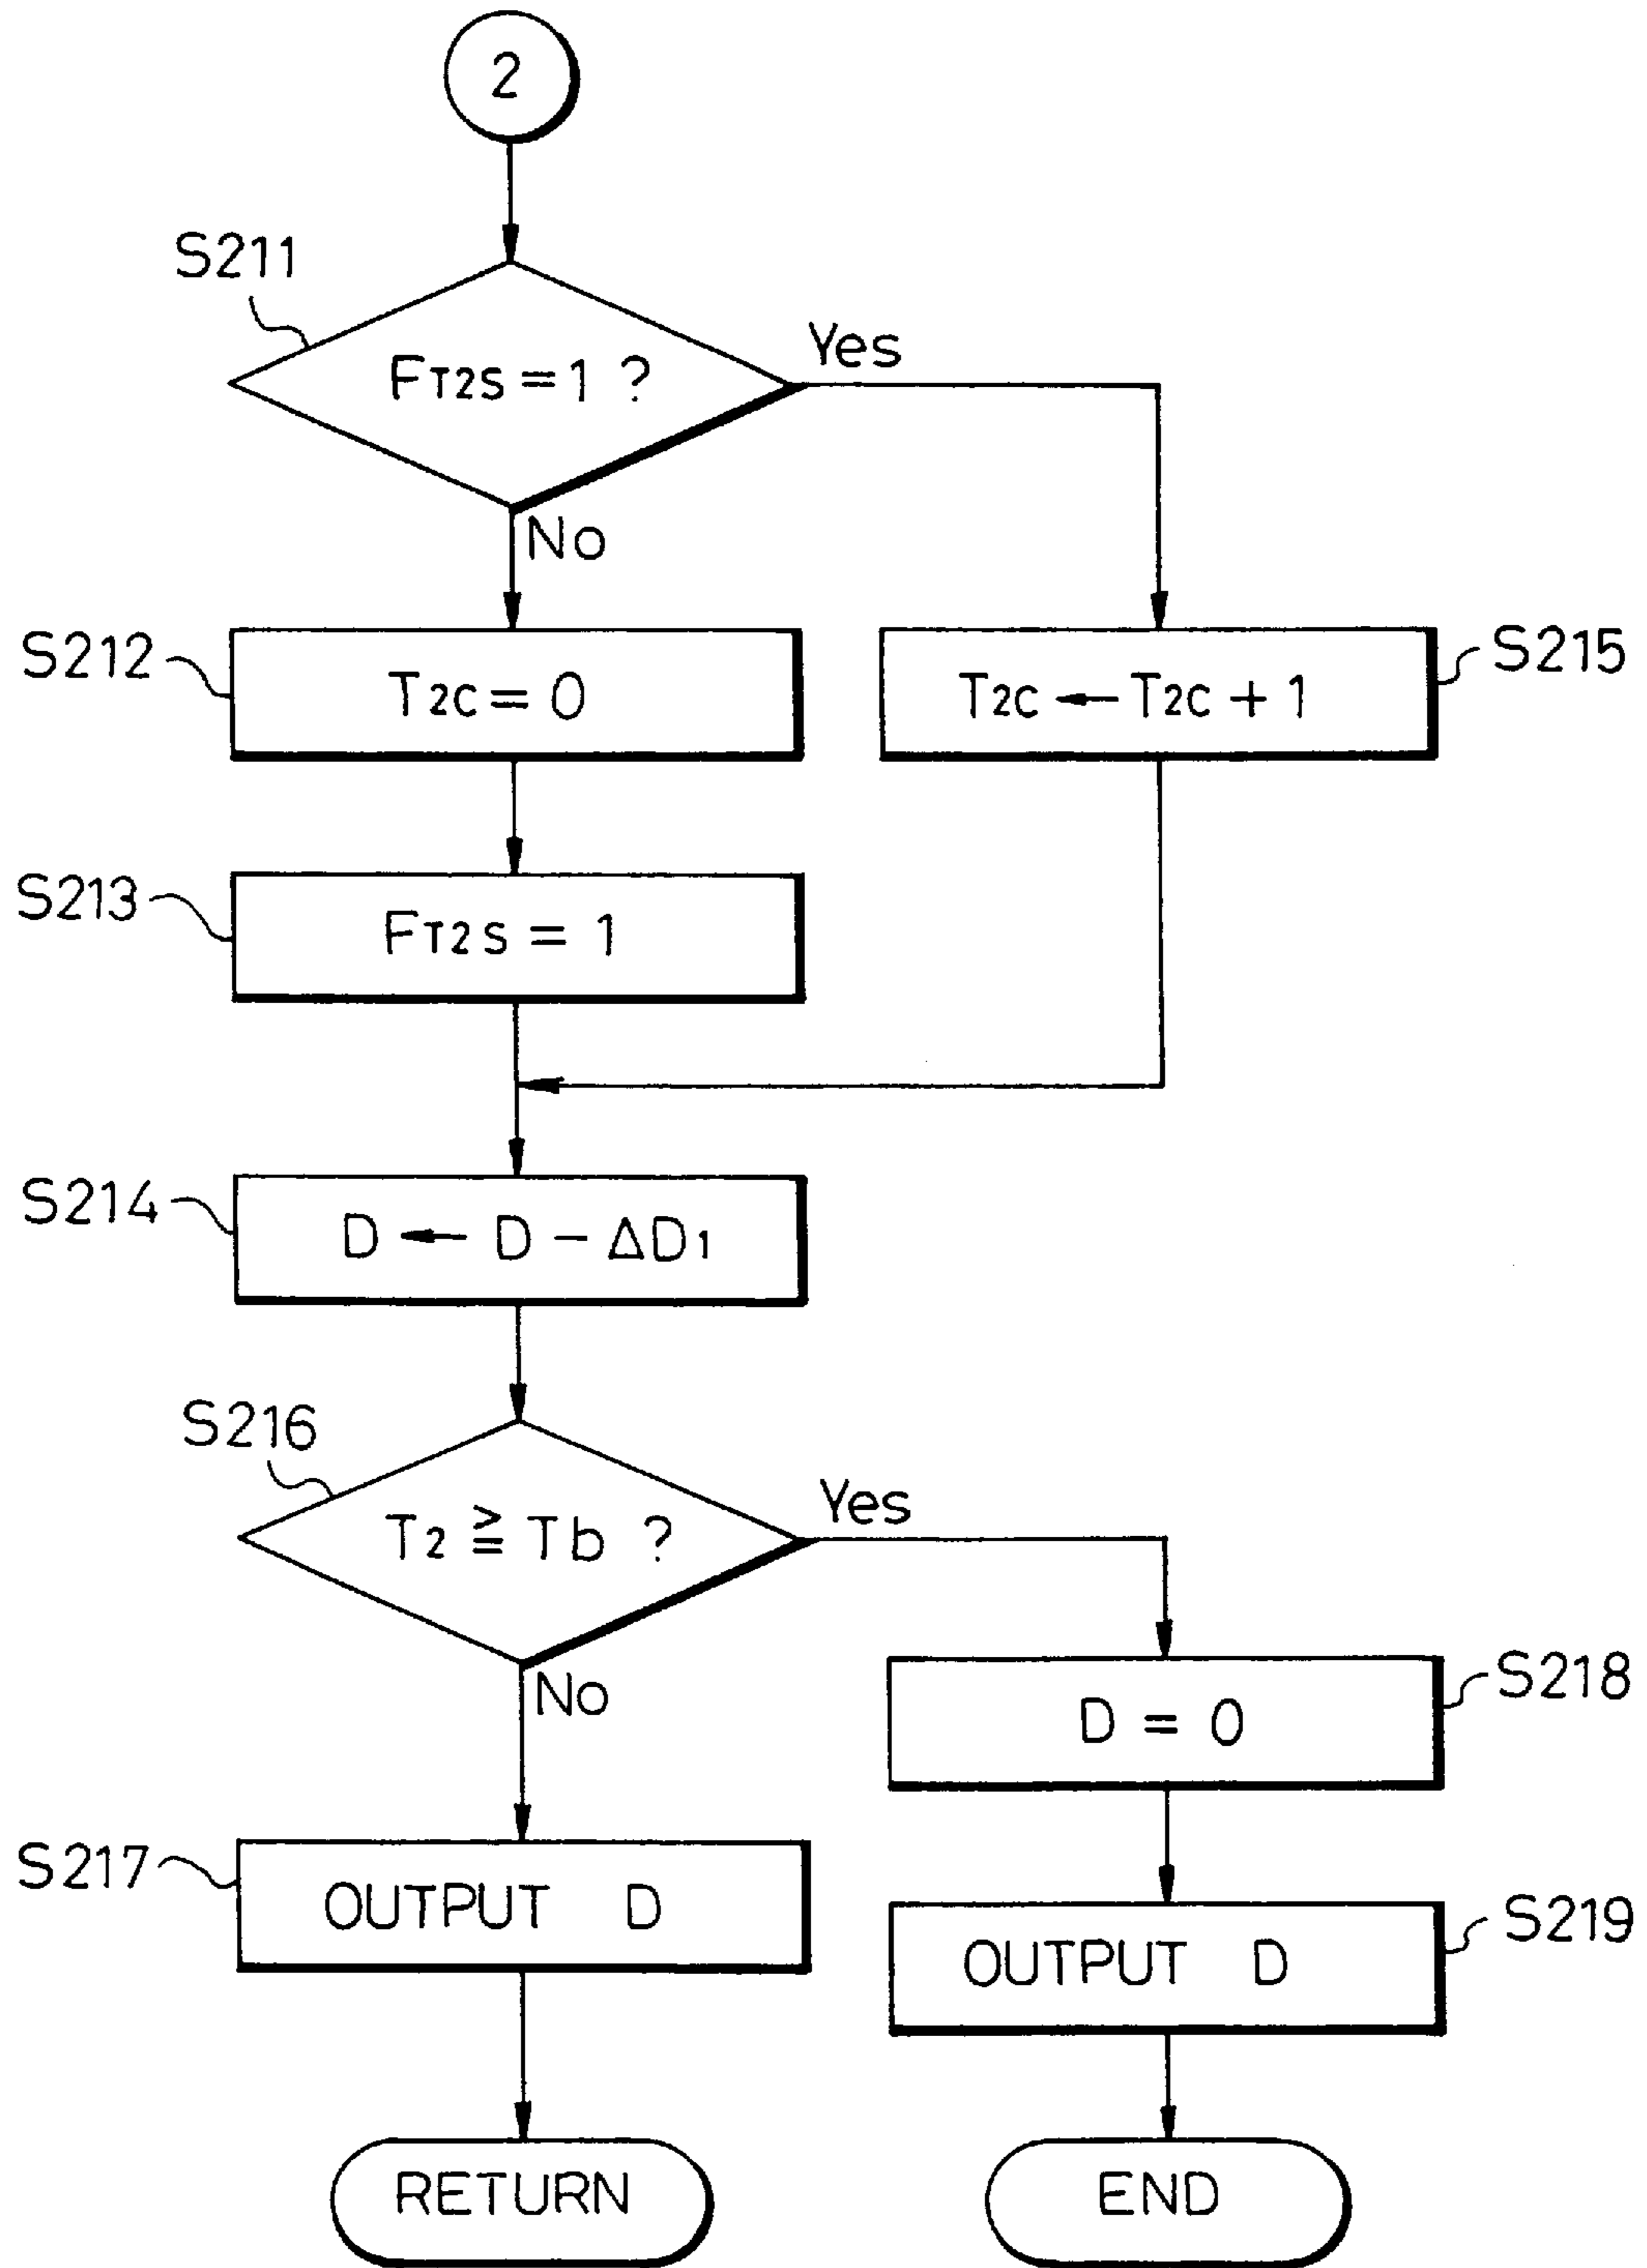 2
S211
FT2S = 1 ?
Yes
No
S212
T2C = 0
S215
T2C ← T2C + 1
S213
FT2S = 1
S214
D ← D − ΔD1
S216
T2 ≧ Tb ?
Yes
No
S218
D = 0
S217
OUTPUT D
S219
OUTPUT D
RETURN
END